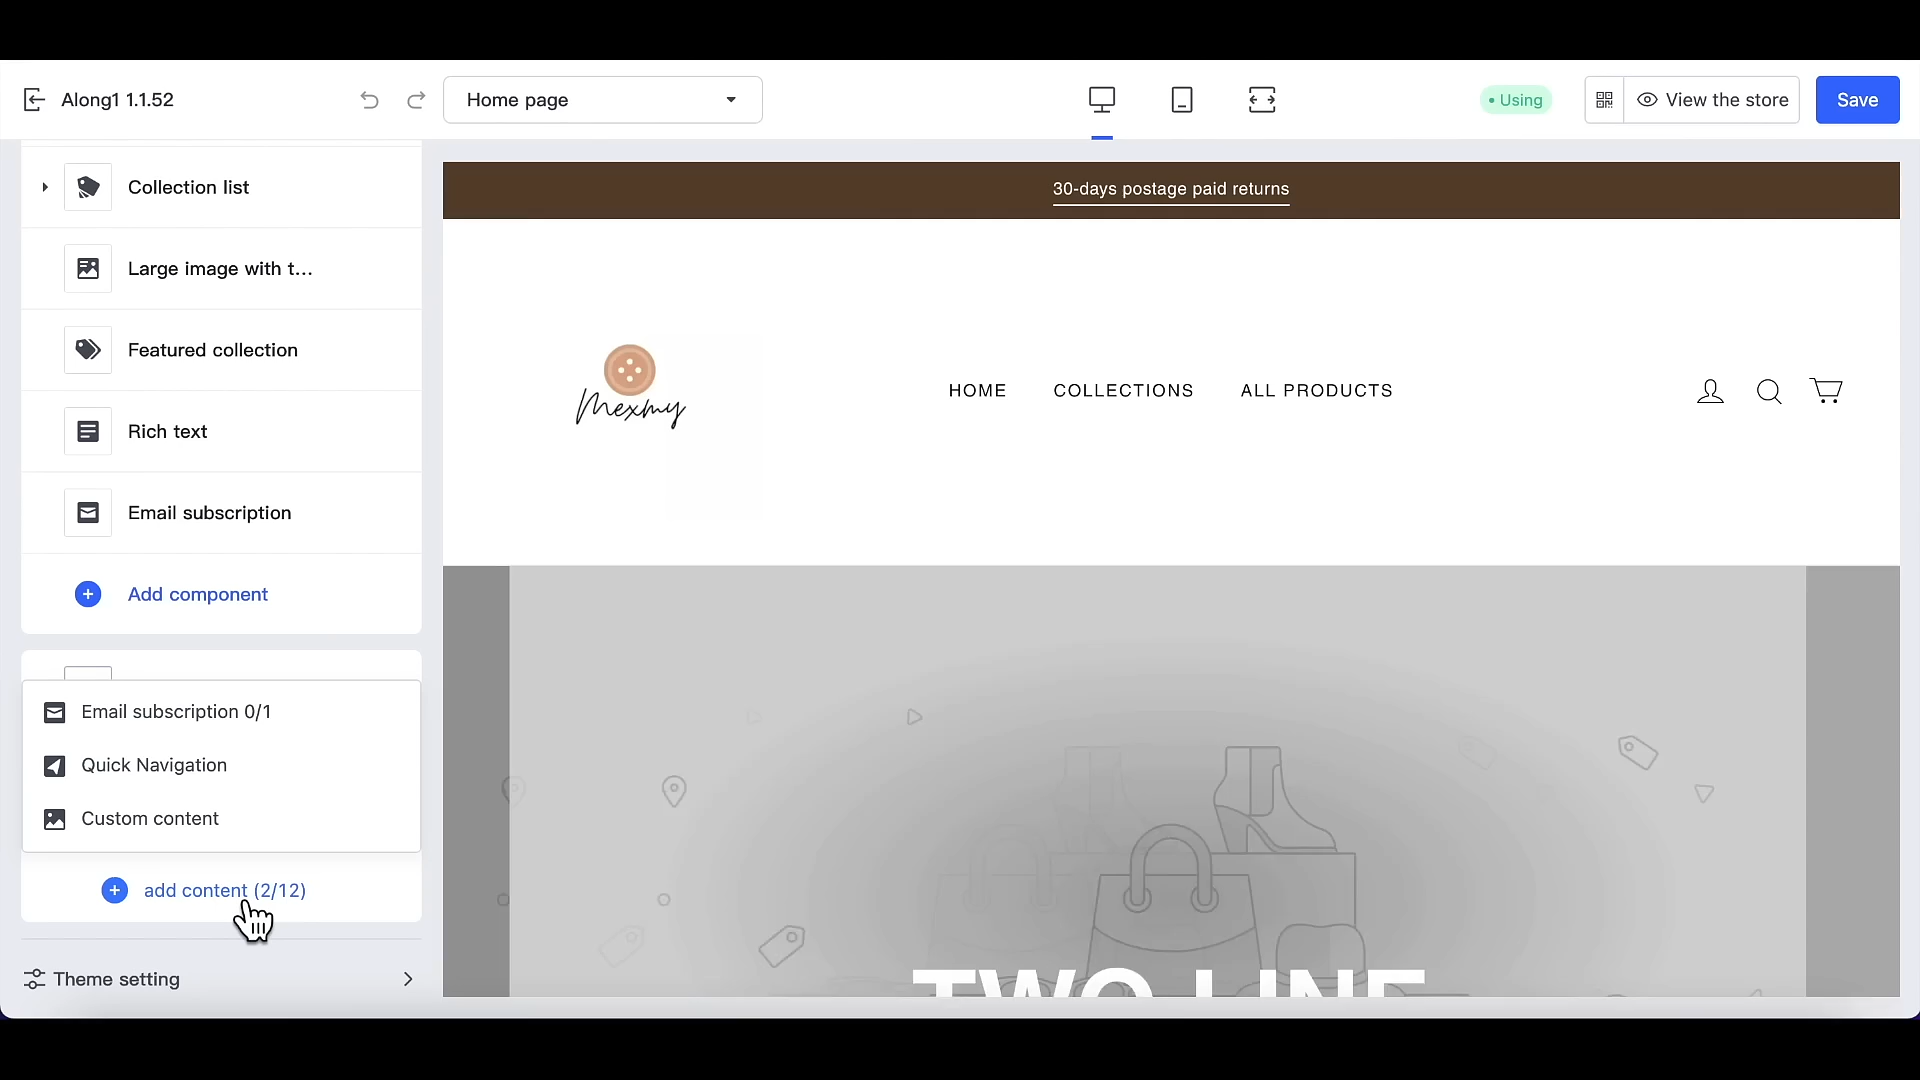 Along1 1.1.52
Home page
• Using
View the store
Save
Collection list
Large image with t...
Featured collection
Rich text
Email subscription
Add component
Email subscription 0/1
Quick Navigation
Custom content
add content (2/12)
Theme setting
30-days postage paid returns
Mexmy
HOME
COLLECTIONS
ALL PRODUCTS
TWO LINE